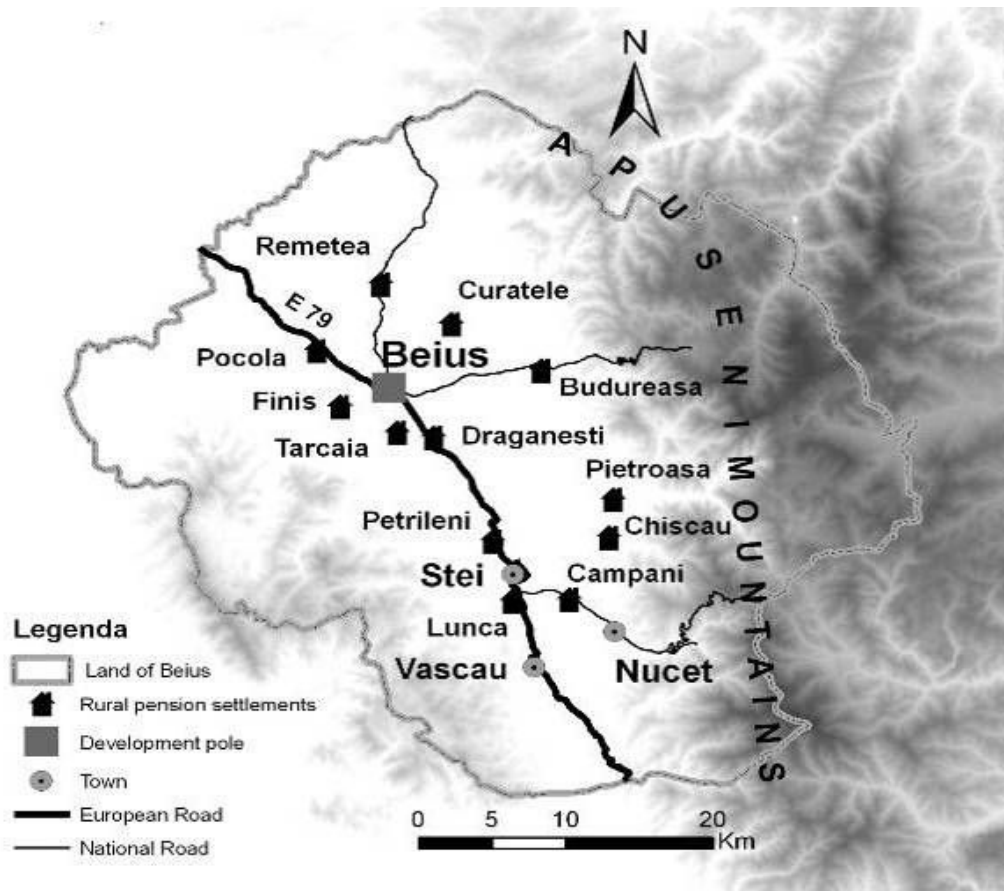 N
APUSENI MOUNTAINS
Remetea
Curatele
E 79
Pocola
Beius
Budureasa
Finis
Tarcaia
Draganesti
Pietroasa
Petrileni
Chiscau
Stei
Campani
Lunca
Vascau
Nucet
Legenda
Land of Beius
Rural pension settlements
Development pole
Town
European Road
National Road
0 5 10 20
Km